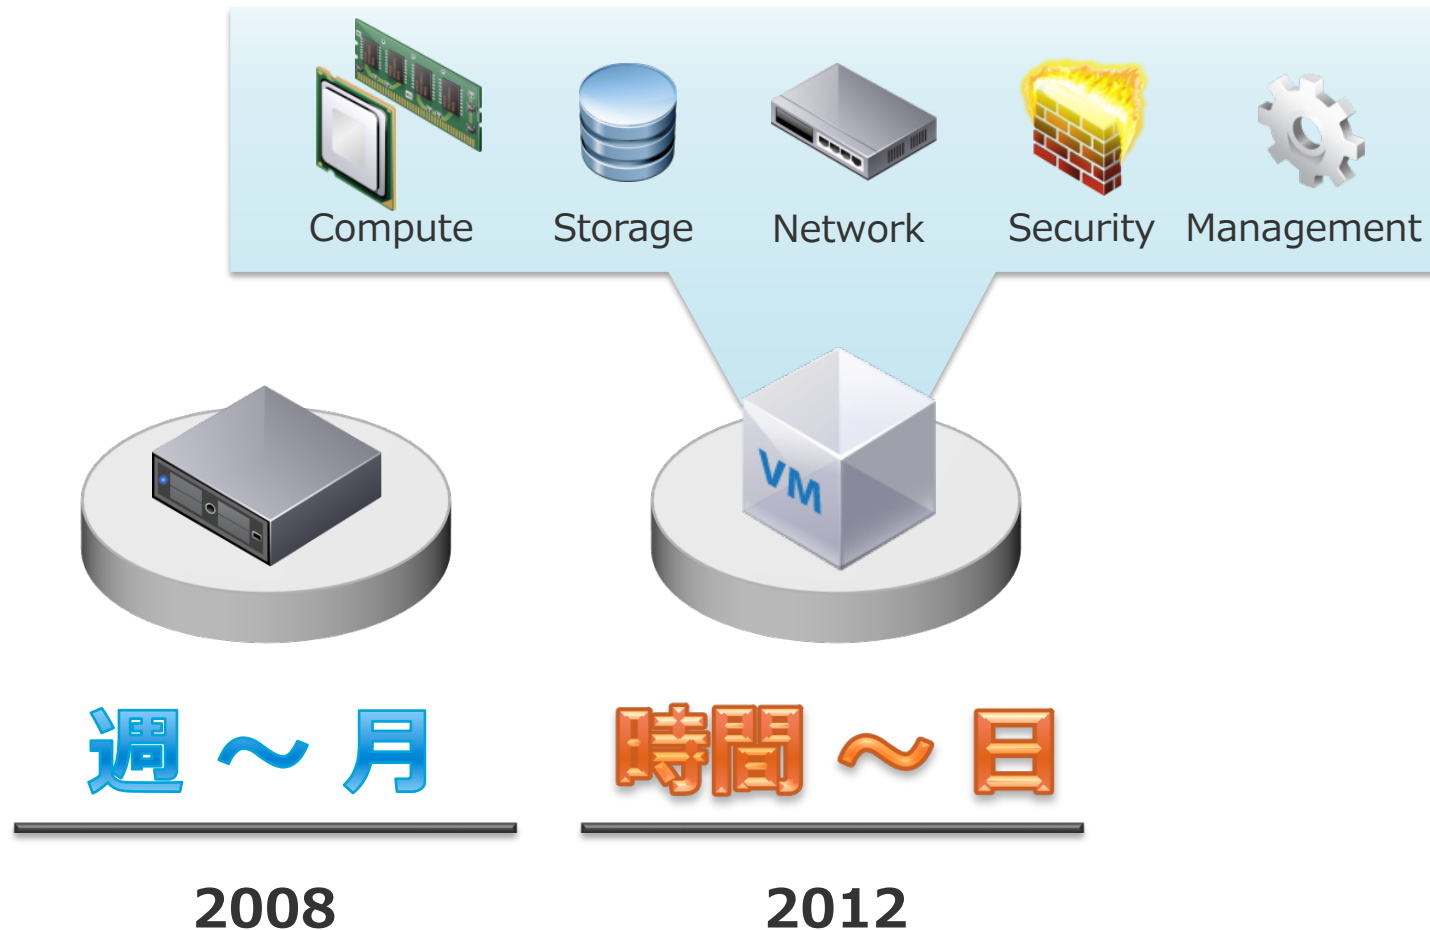 Compute Storage Network Security Management
VM
週 ～ 月 時間 ～ 日
2008 2012